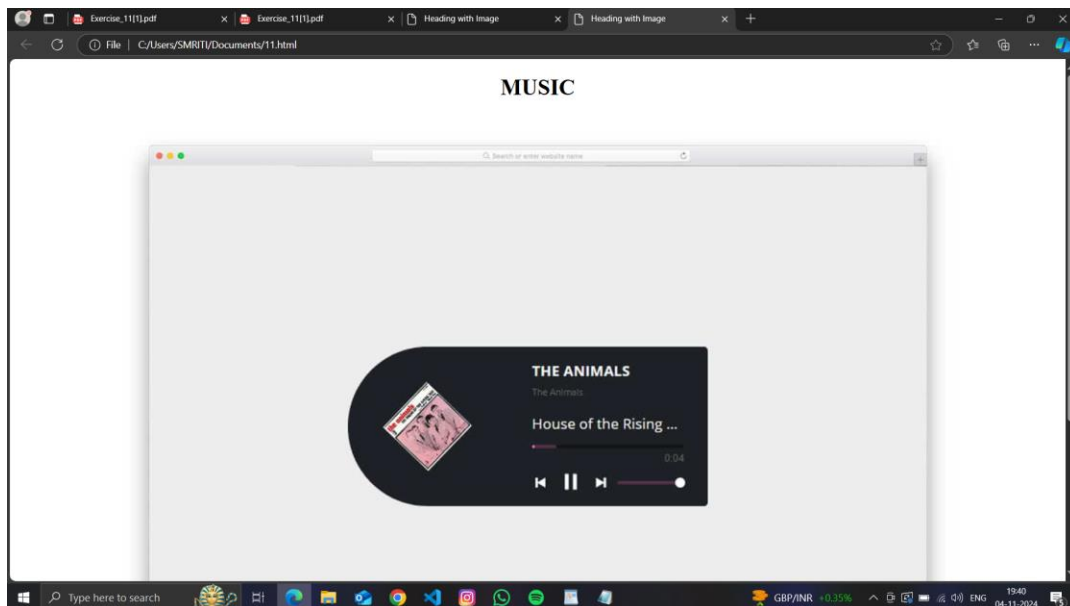 Exercise_11[1].pdf
Exercise_11[1].pdf
Heading with Image
Heading with Image
File
C:/Users/SMRITI/Documents/11.html
MUSIC
Search or enter website name
THE ANIMALS
The Animals
House of the Rising ...
0:04
Type here to search
GBP/INR +0.35%
ENG
19:40
04-11-2024